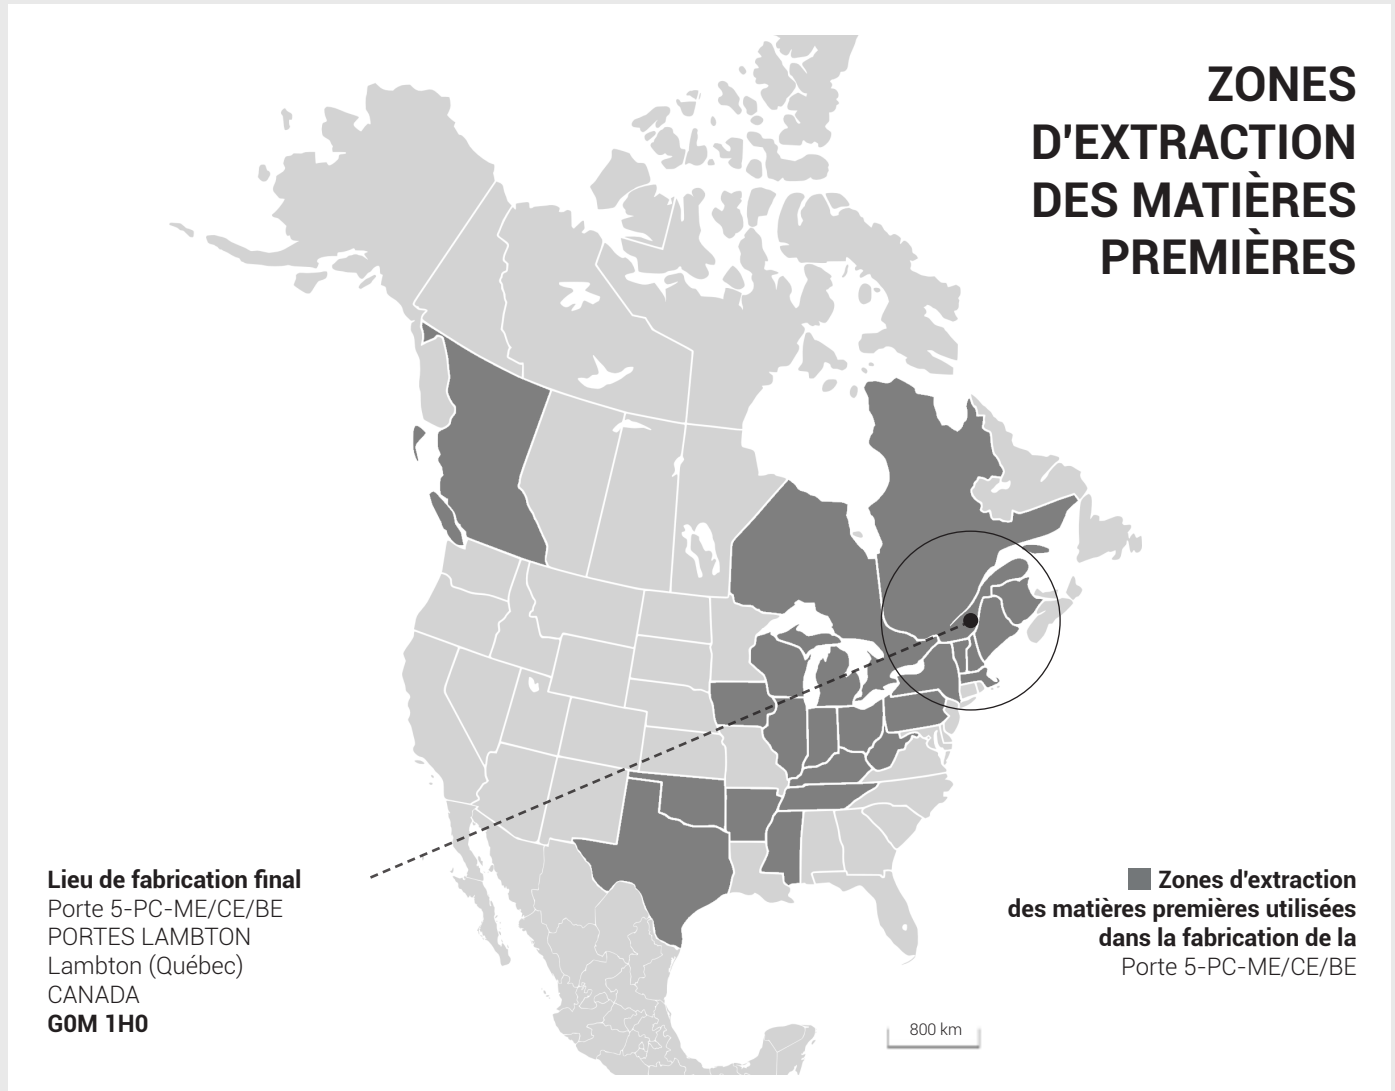 ZONES
D'EXTRACTION
DES MATIÈRES
PREMIÈRES
Lieu de fabrication final
Porte 5-PC-ME/CE/BE
PORTES LAMBTON
Lambton (Québec)
CANADA
G0M 1H0
Zones d'extraction
des matières premières utilisées
dans la fabrication de la
Porte 5-PC-ME/CE/BE
800 km